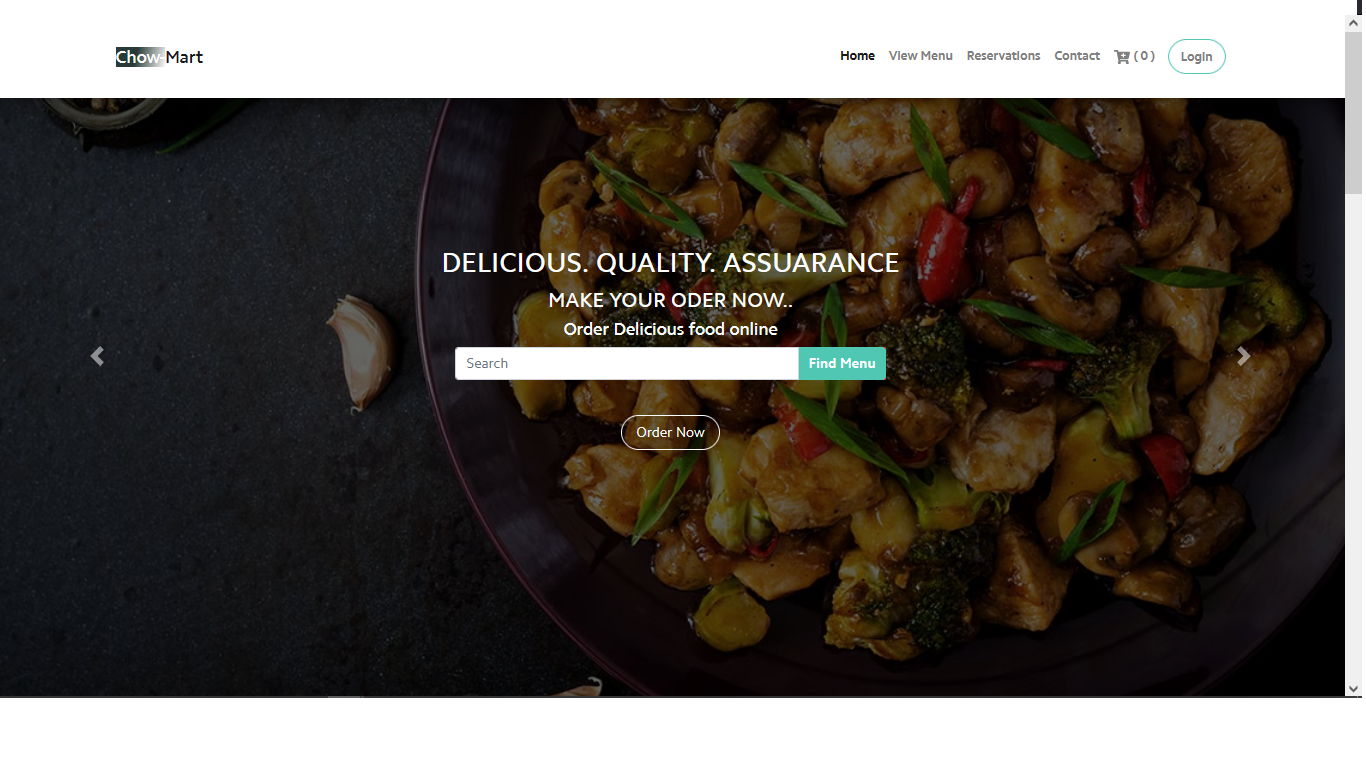 Chow-Mart
Home View Menu Reservations Contact ( 0 ) Login
DELICIOUS. QUALITY. ASSUARANCE
MAKE YOUR ODER NOW..
Order Delicious food online
Search Find Menu
Order Now